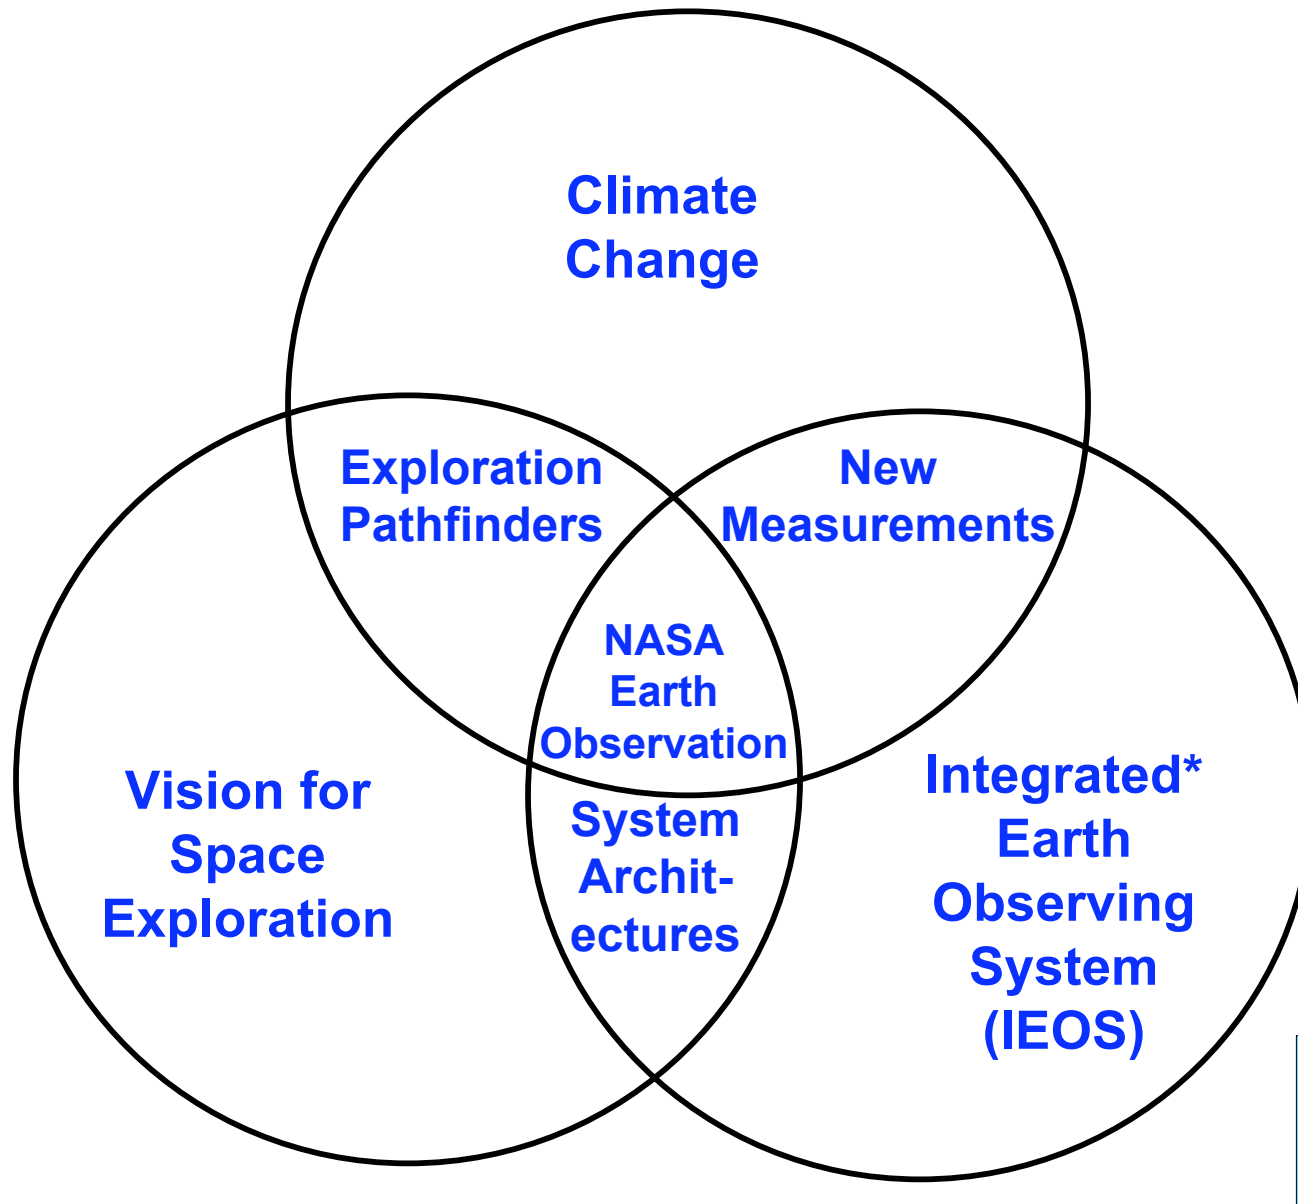 Climate
Change
Exploration
Pathfinders
New
Measurements
NASA
Earth
Observation
Vision for
Space
Exploration
System
Archit-
ectures
Integrated*
Earth
Observing
System
(IEOS)